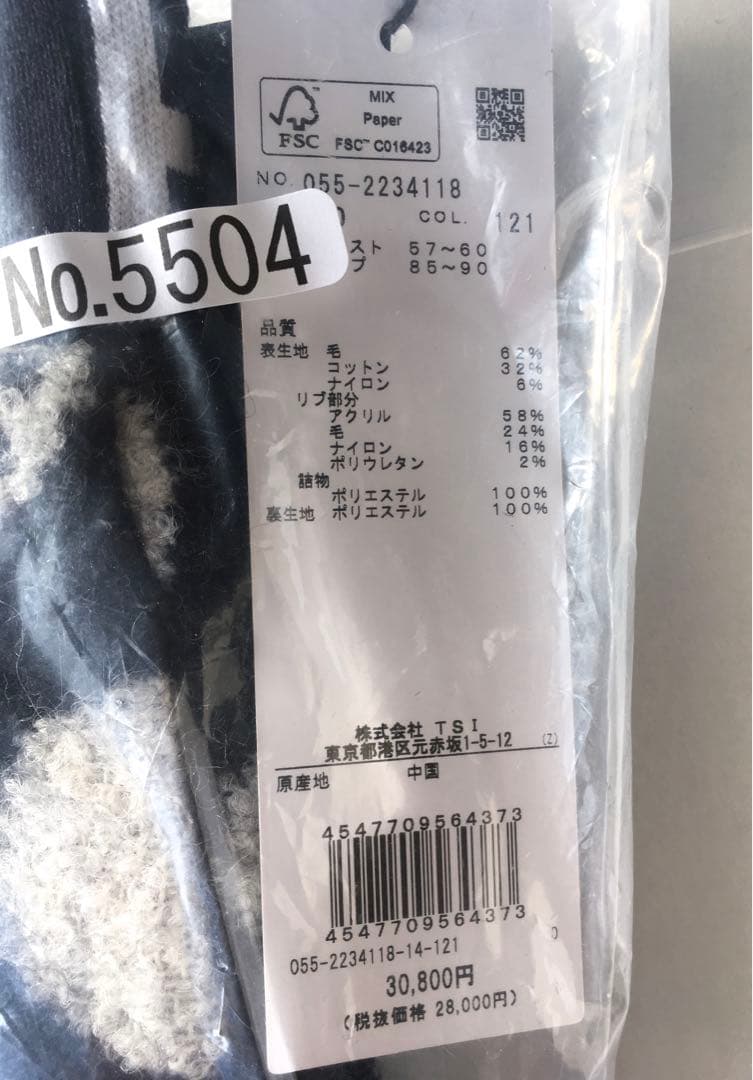 MIX
Paper
FSC
FSC™ C016423
NO. 055-2234118
COL. 121
No.5504
スト 57〜60
プ 85〜90
品質
表生地 毛 62%
コットン 32%
ナイロン 6%
リブ部分
アクリル 58%
毛 24%
ナイロン 16%
ポリウレタン 2%
詰物
ポリエステル 100%
裏生地 ポリエステル 100%
株式会社 TSI
東京都港区元赤坂1-5-12 (Z)
原産地 中国
4547709564373
4547709564373
055-2234118-14-121 0
30,800円
(税抜価格 28,000円)